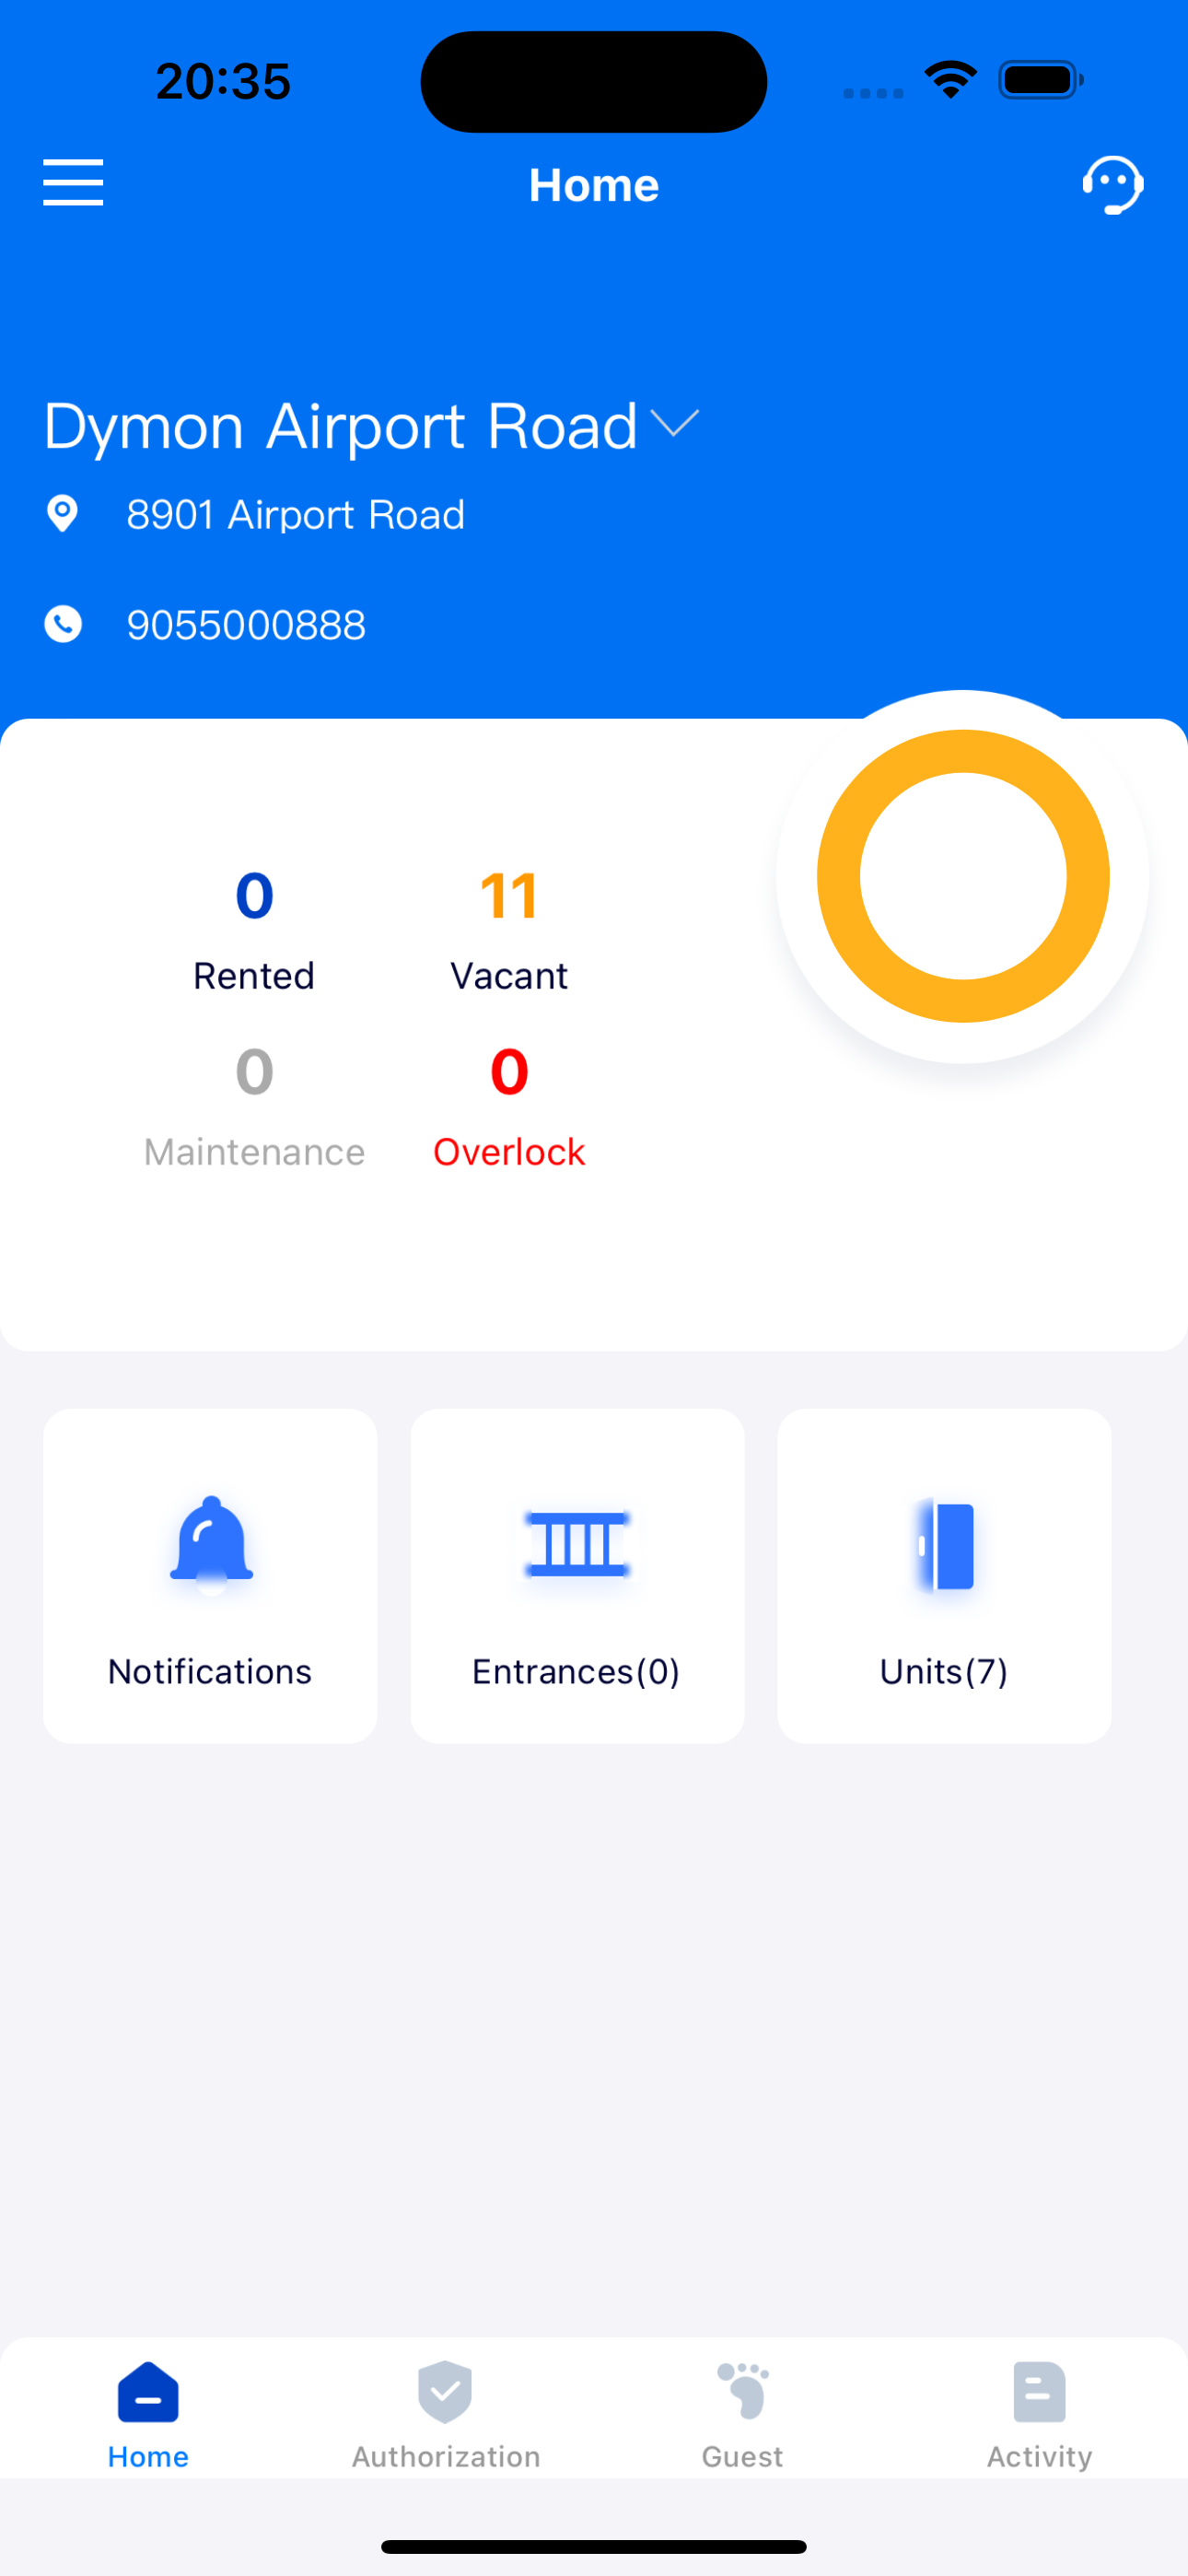 20:35
Home
Dymon Airport Road
8901 Airport Road
9055000888
0 11
Rented Vacant
0 0
Maintenance Overlock
Notifications Entrances(0) Units(7)
Home Authorization Guest Activity